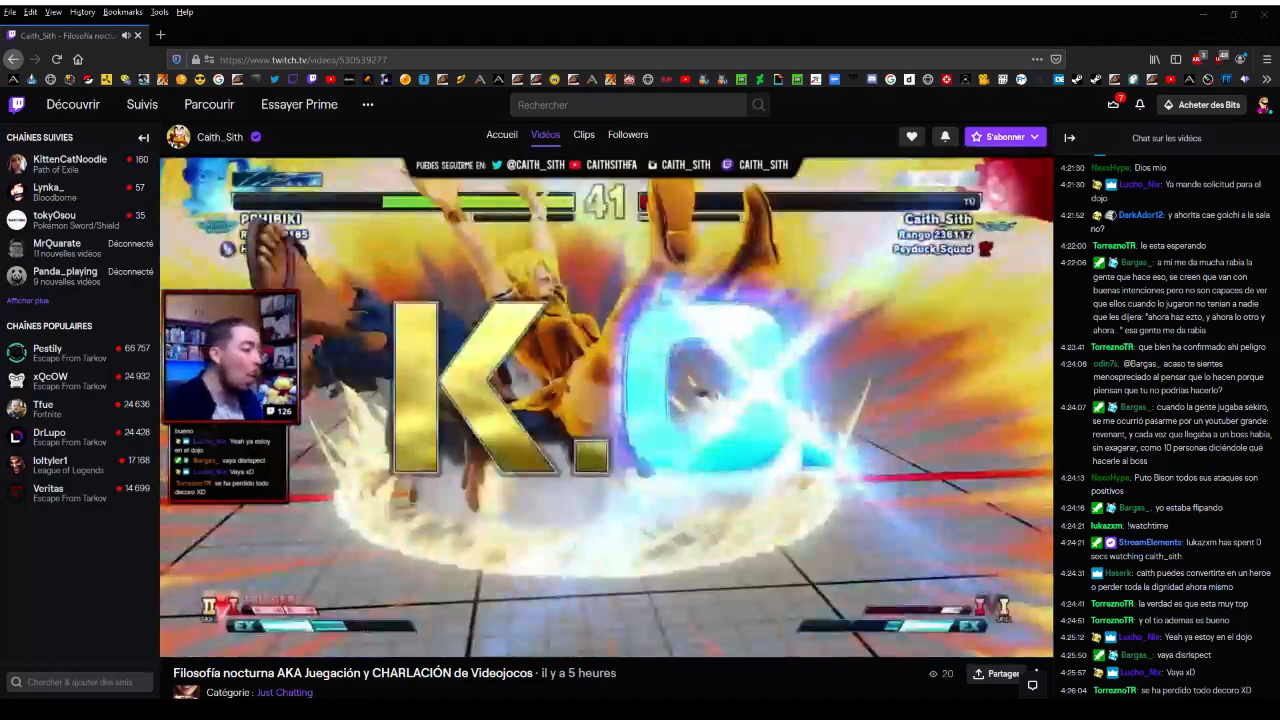 File Edit View History Bookmarks Tools Help
Caith_Sith - Filosofía noctu
https://www.twitch.tv/videos/530539277
Découvrir Suivis Parcourir Essayer Prime
Rechercher
Acheter des Bits
CHAÎNES SUIVIES
KittenCatNoodle 160
Path of Exile
Lynka_ 57
Bloodborne
tokyOsou 35
Pokémon Sword/Shield
MrQuarate Déconnecté
11 nouvelles vidéos
Panda_playing Déconnecté
9 nouvelles vidéos
Afficher plus
CHAÎNES POPULAIRES
Pestily 66 757
Escape From Tarkov
xQcOW 24 932
Escape From Tarkov
Tfue 24 636
Fortnite
DrLupo 24 428
Escape From Tarkov
loltyler1 17 168
League of Legends
Veritas 14 699
Escape From Tarkov
Chercher & ajouter des amis
Caith_Sith
Accueil Vidéos Clips Followers
S'abonner
PUEDES SEGUIRME EN: @CAITH_SITH CAITHSITHFA CAITH_SITH CAITH_SITH
41
Caith_Sith
Rango 236117
Psyduck_Squad
K.O
126
bueno
Lucho_Nix Yeah ya estoy
en el dojo
Bargas_ vaya disrispect
Lucho_Nix Vaya xD
TorreznoTR se ha perdido todo
decoro XD
EX EX
Filosofía nocturna AKA Juegación y CHARLACIÓN de Videojocos · il y a 5 heures
20
Partager
Catégorie : Just Chatting
Chat sur les vidéos
4:21:30 NexoHype: Dios mio
4:21:30 Lucho_Nix: Ya mande solicitud para el
dojo
4:21:52 DarkAdor12: y ahorita cae goichi a la sala
no?
4:22:00 TorreznoTR: le esta esperando
4:22:06 Bargas_: a mi me da mucha rabia la
gente que hace eso, se creen que van con
buenas intenciones pero no son capaces de ver
que ellos cuando lo jugaron no tenian a nadie
que les dijera: "ahora haz ezto, y ahora lo otro y
ahora..." esa gente me da rabia
4:23:41 TorreznoTR: que bien ha confirmado ahi peligro
4:24:06 odin7s: @Bargas_ acaso te sientes
menospreciado al pensar que lo hacen porque
piensan que tu no podrías hacerlo?
4:24:07 Bargas_: cuando la gente jugaba sekiro,
se me ocurrió pasarme por un youtuber grande:
revenant, y cada vez que llegaba a un boss había,
sin exagerar, como 10 personas diciéndole qué
hacerle al boss
4:24:13 NexoHype: Puto Bison todos sus ataques son
positivos
4:24:16 Bargas_: yo estaba flipando
4:24:21 lukazxm: !watchtime
4:24:21 StreamElements: lukazxm has spent 0
secs watching caith_sith
4:24:31 Haserk: caith puedes convertirte en un heroe
o perder toda la dignidad ahora mismo
4:24:41 TorreznoTR: la verdad es que esta muy top
4:24:51 TorreznoTR: y el tio ademas es bueno
4:25:12 Lucho_Nix: Yeah ya estoy en el dojo
4:25:50 Bargas_: vaya disrispect
4:25:57 Lucho_Nix: Vaya xD
4:26:04 TorreznoTR: se ha perdido todo decoro XD